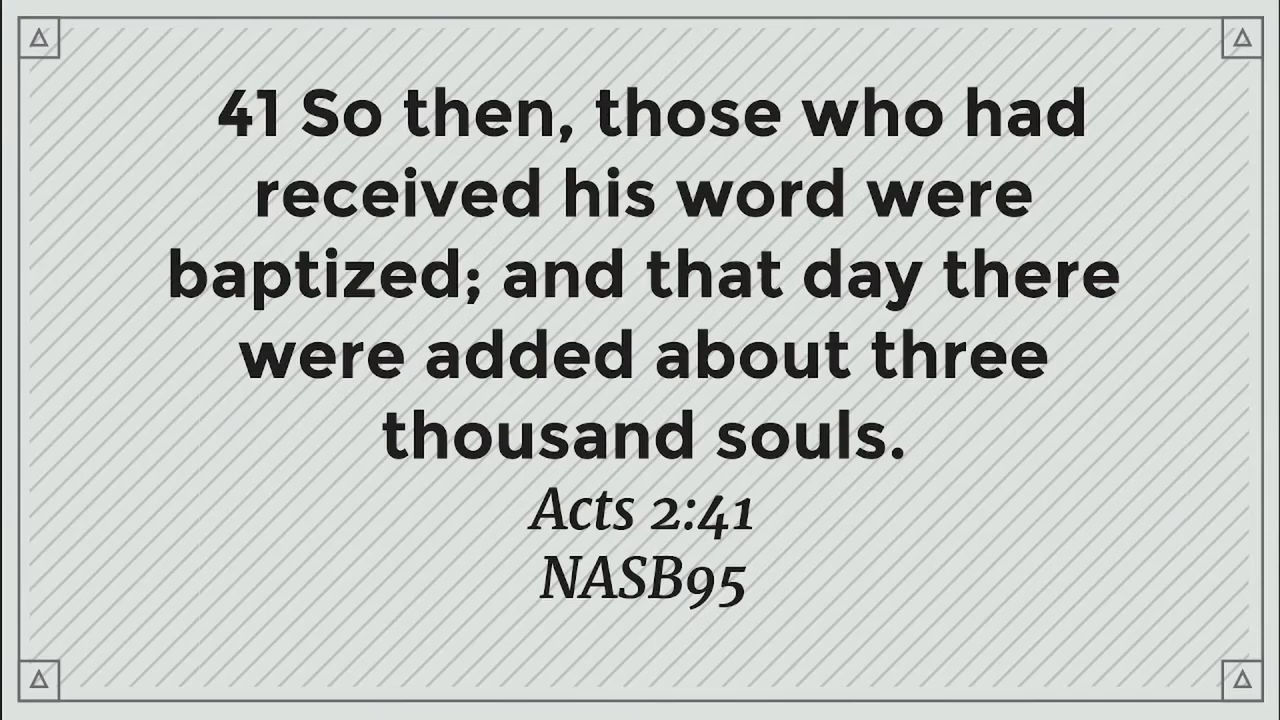 41 So then, those who had
received his word were
baptized; and that day there
were added about three
thousand souls.
Acts 2:41
NASB95